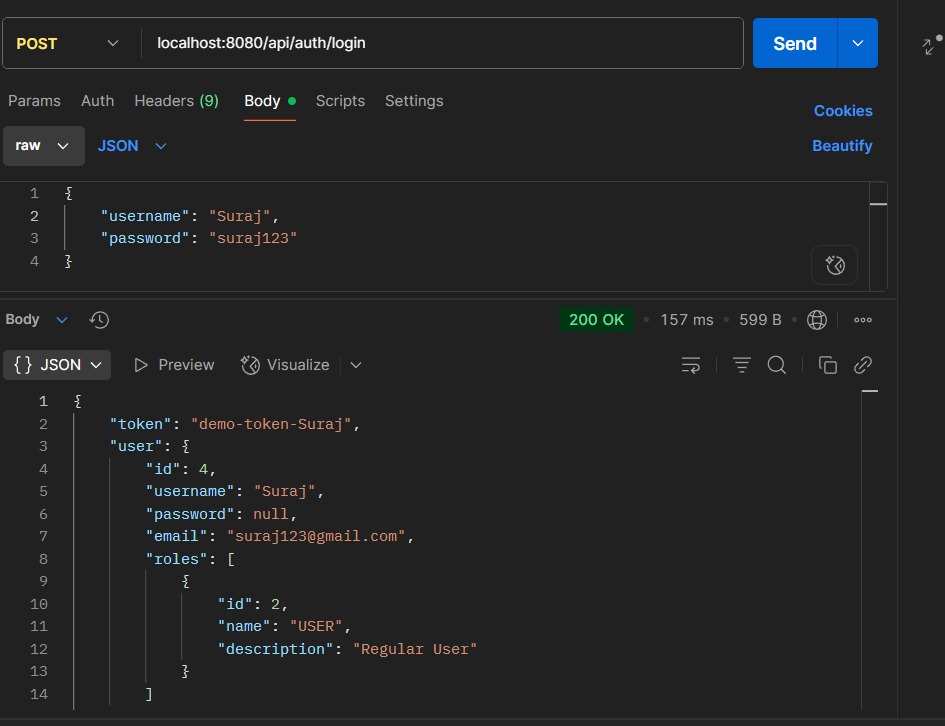 POST localhost:8080/api/auth/login Send
Params Auth Headers (9) Body Scripts Settings Cookies
raw JSON Beautify
1 {
2 "username": "Suraj",
3 "password": "suraj123"
4 }
Body 200 OK • 157 ms • 599 B
{} JSON Preview Visualize
1 {
2 "token": "demo-token-Suraj",
3 "user": {
4 "id": 4,
5 "username": "Suraj",
6 "password": null,
7 "email": "suraj123@gmail.com",
8 "roles": [
9 {
10 "id": 2,
11 "name": "USER",
12 "description": "Regular User"
13 }
14 ]